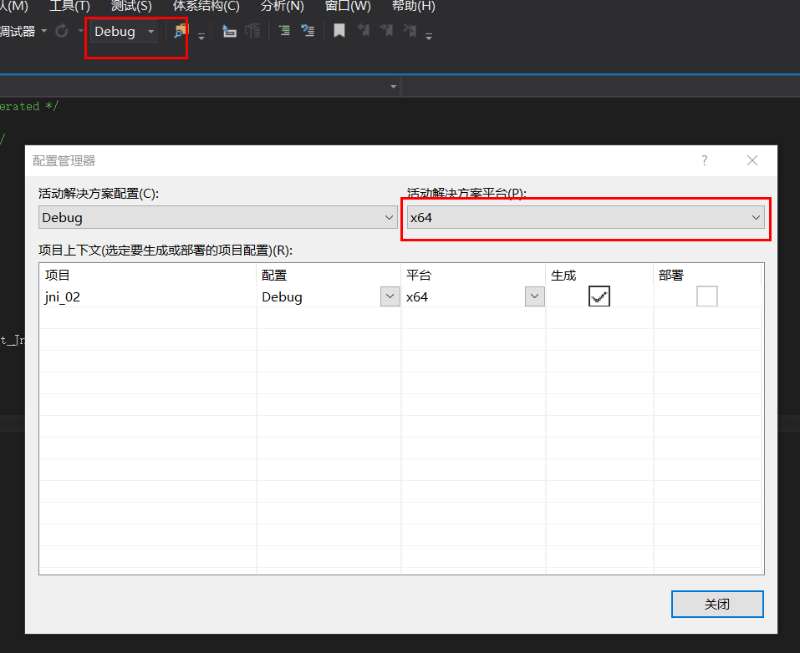 人(M) 工具(T) 测试(S) 体系结构(C) 分析(N) 窗口(W) 帮助(H)
调试器 Debug
erated */
/
配置管理器 ?
活动解决方案配置(C): 活动解决方案平台(P):
Debug x64
项目上下文(选定要生成或部署的项目配置)(R):
项目 配置 平台 生成 部署
jni_02 Debug x64
t_Jn
关闭